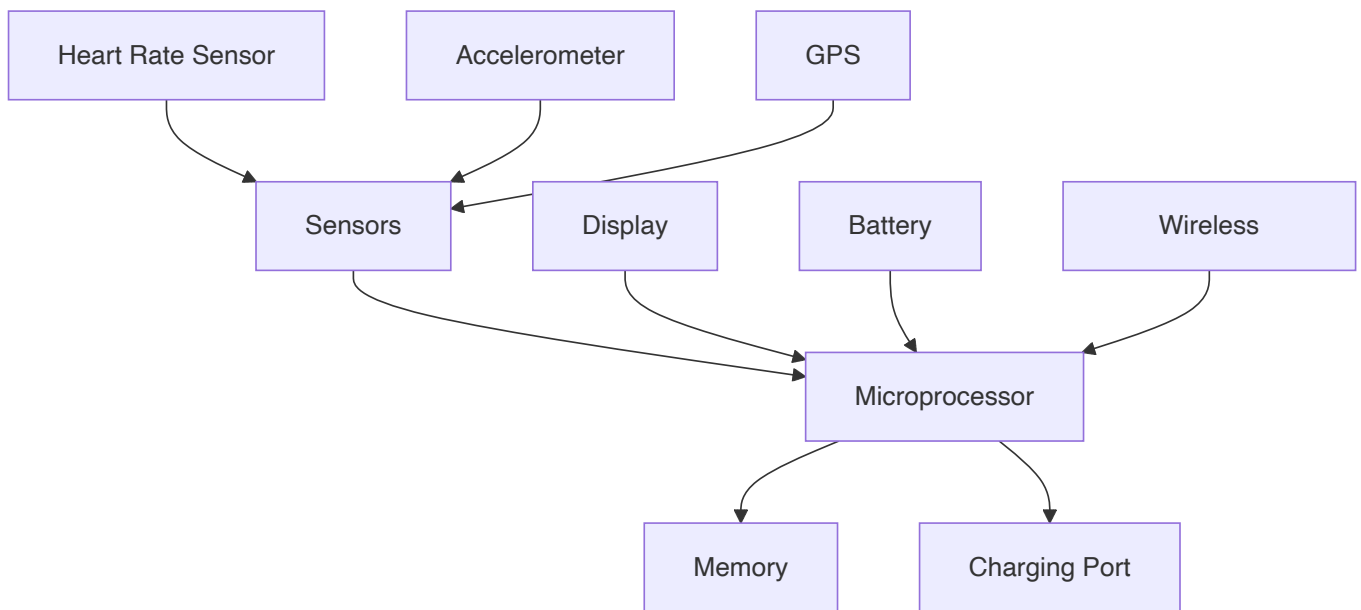 Heart Rate Sensor
Accelerometer
GPS
Sensors
Display
Battery
Wireless
Microprocessor
Memory
Charging Port